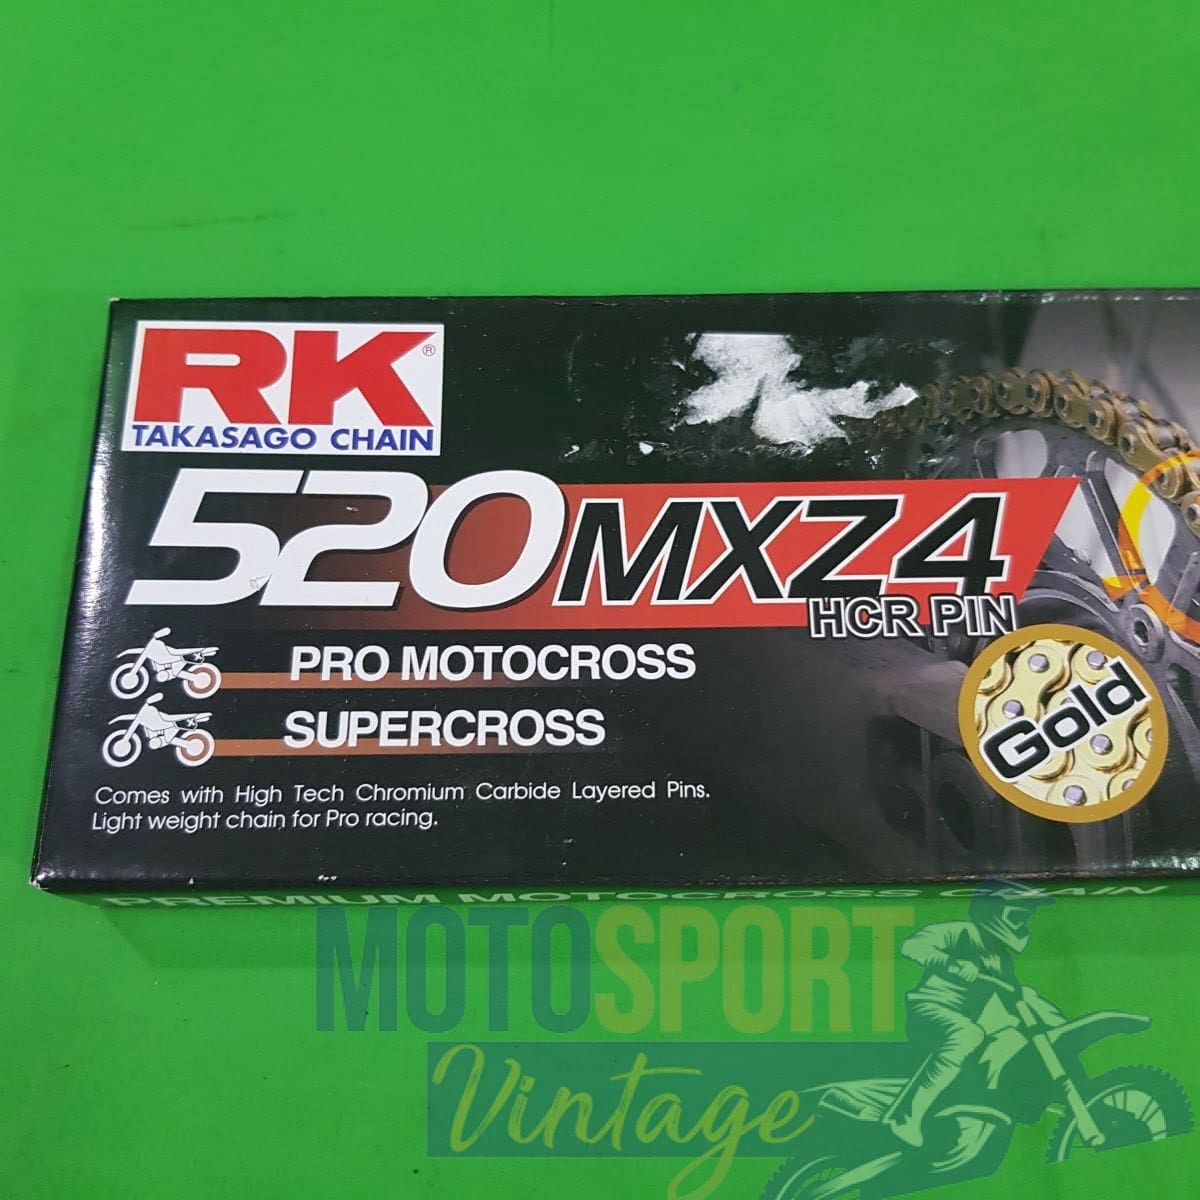 RK®
TAKASAGO CHAIN
520MXZ4
HCR PIN
PRO MOTOCROSS
SUPERCROSS
Gold
Comes with High Tech Chromium Carbide Layered Pins.
Light weight chain for Pro racing.
PREMIUM MOTOCROSS CHAIN
MOTOSPORT
Vintage